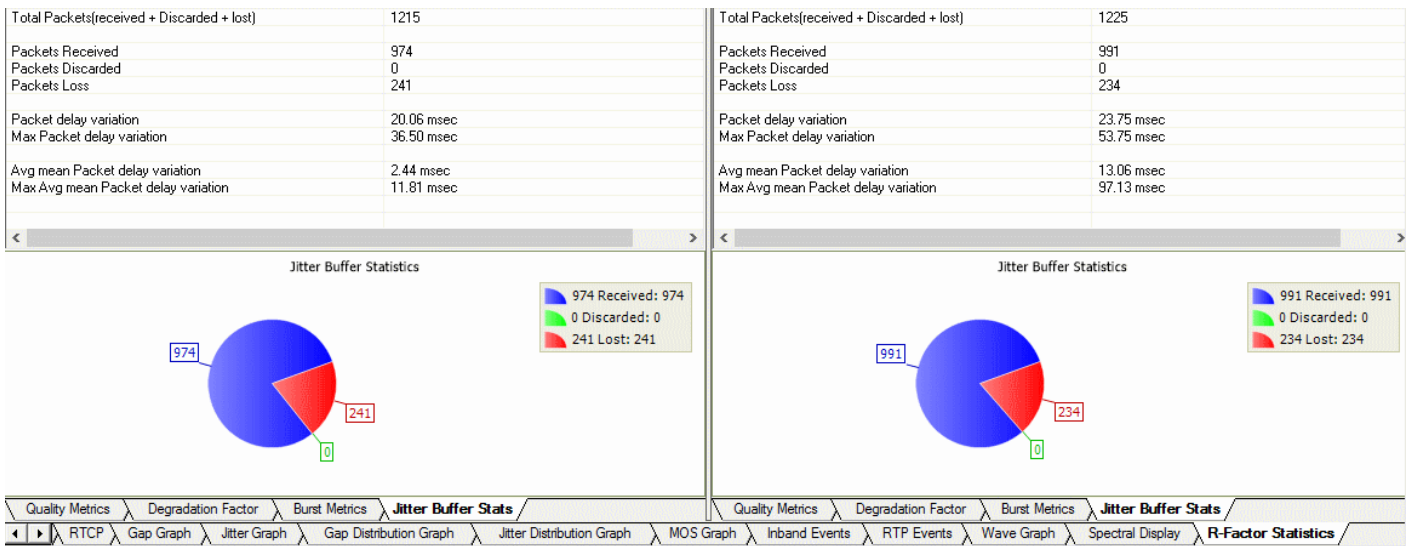 Total Packets(received + Discarded + lost) 1215
Packets Received 974
Packets Discarded 0
Packets Loss 241
Packet delay variation 20.06 msec
Max Packet delay variation 36.50 msec
Avg mean Packet delay variation 2.44 msec
Max Avg mean Packet delay variation 11.81 msec
Jitter Buffer Statistics
974 Received: 974
0 Discarded: 0
241 Lost: 241
974
241
0
Quality Metrics Degradation Factor Burst Metrics Jitter Buffer Stats
Total Packets(received + Discarded + lost) 1225
Packets Received 991
Packets Discarded 0
Packets Loss 234
Packet delay variation 23.75 msec
Max Packet delay variation 53.75 msec
Avg mean Packet delay variation 13.06 msec
Max Avg mean Packet delay variation 97.13 msec
Jitter Buffer Statistics
991 Received: 991
0 Discarded: 0
234 Lost: 234
991
234
0
Quality Metrics Degradation Factor Burst Metrics Jitter Buffer Stats
RTCP Gap Graph Jitter Graph Gap Distribution Graph Jitter Distribution Graph MOS Graph Inband Events RTP Events Wave Graph Spectral Display R-Factor Statistics